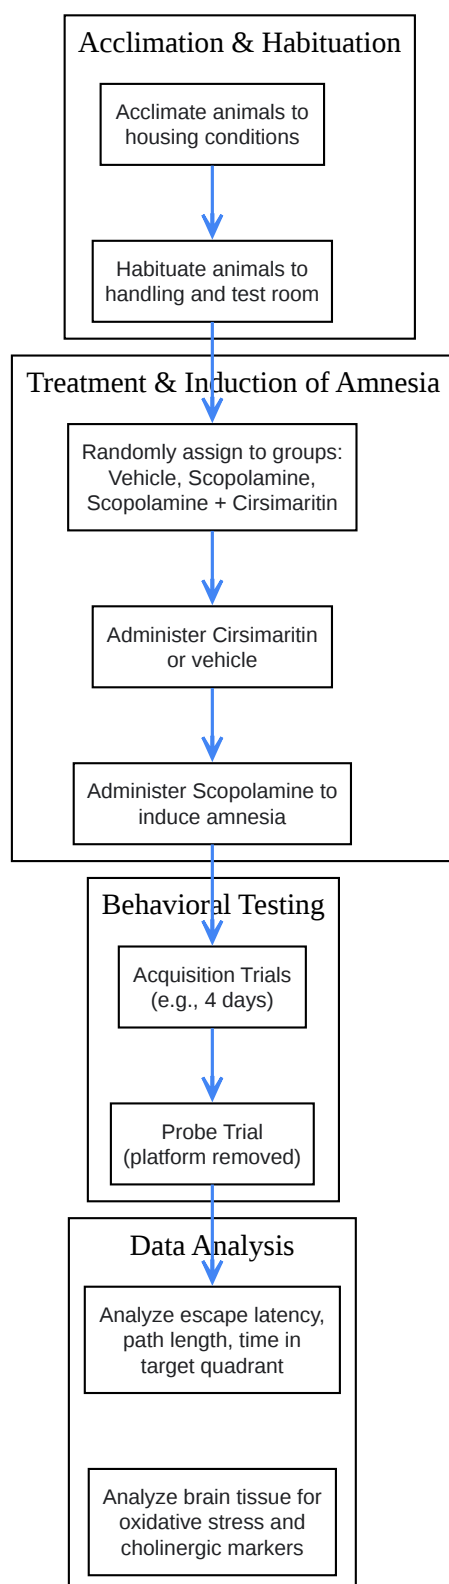 Acclimation & Habituation
Acclimate animals to
housing conditions
Habituate animals to
handling and test room
Treatment & Induction of Amnesia
Randomly assign to groups:
Vehicle, Scopolamine,
Scopolamine + Cirsimaritin
Administer Cirsimaritin
or vehicle
Administer Scopolamine to
induce amnesia
Behavioral Testing
Acquisition Trials
(e.g., 4 days)
Probe Trial
(platform removed)
Data Analysis
Analyze escape latency,
path length, time in
target quadrant
Analyze brain tissue for
oxidative stress and
cholinergic markers